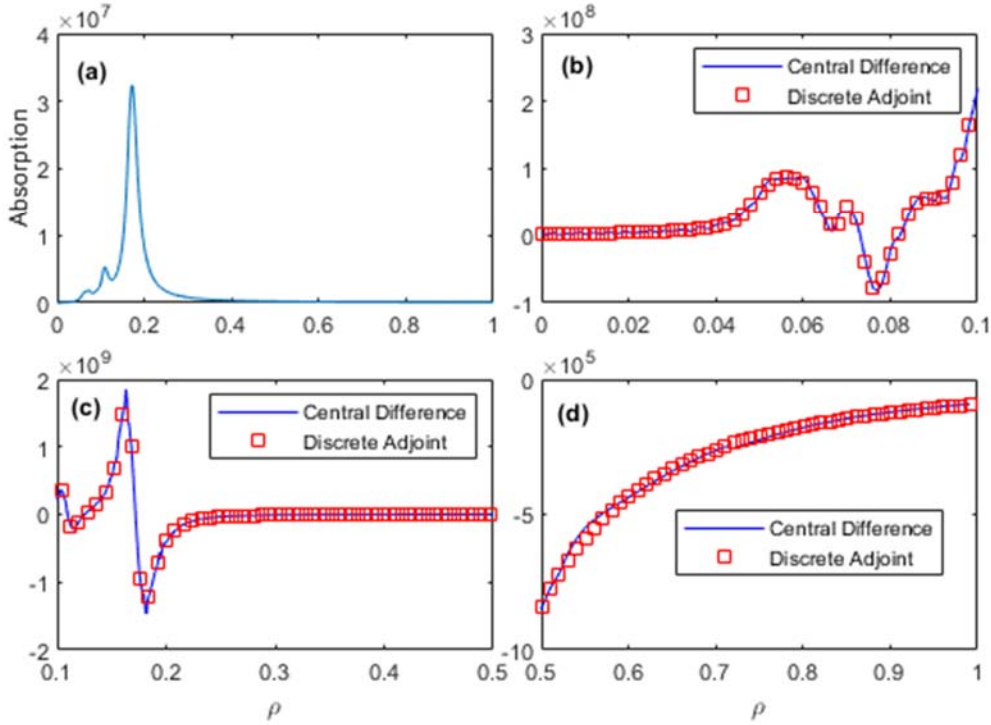 ×10⁷
4
3
2
1
0
Absorption
(a)
0 0.2 0.4 0.6 0.8 1
×10⁸
3
2
1
0
-1
(b)
Central Difference
Discrete Adjoint
0 0.02 0.04 0.06 0.08 0.1
×10⁹
2
1
0
-1
-2
(c)
Central Difference
Discrete Adjoint
0.1 0.2 0.3 0.4 0.5
ρ
×10⁵
0
-5
-10
(d)
Central Difference
Discrete Adjoint
0.5 0.6 0.7 0.8 0.9 1
ρ